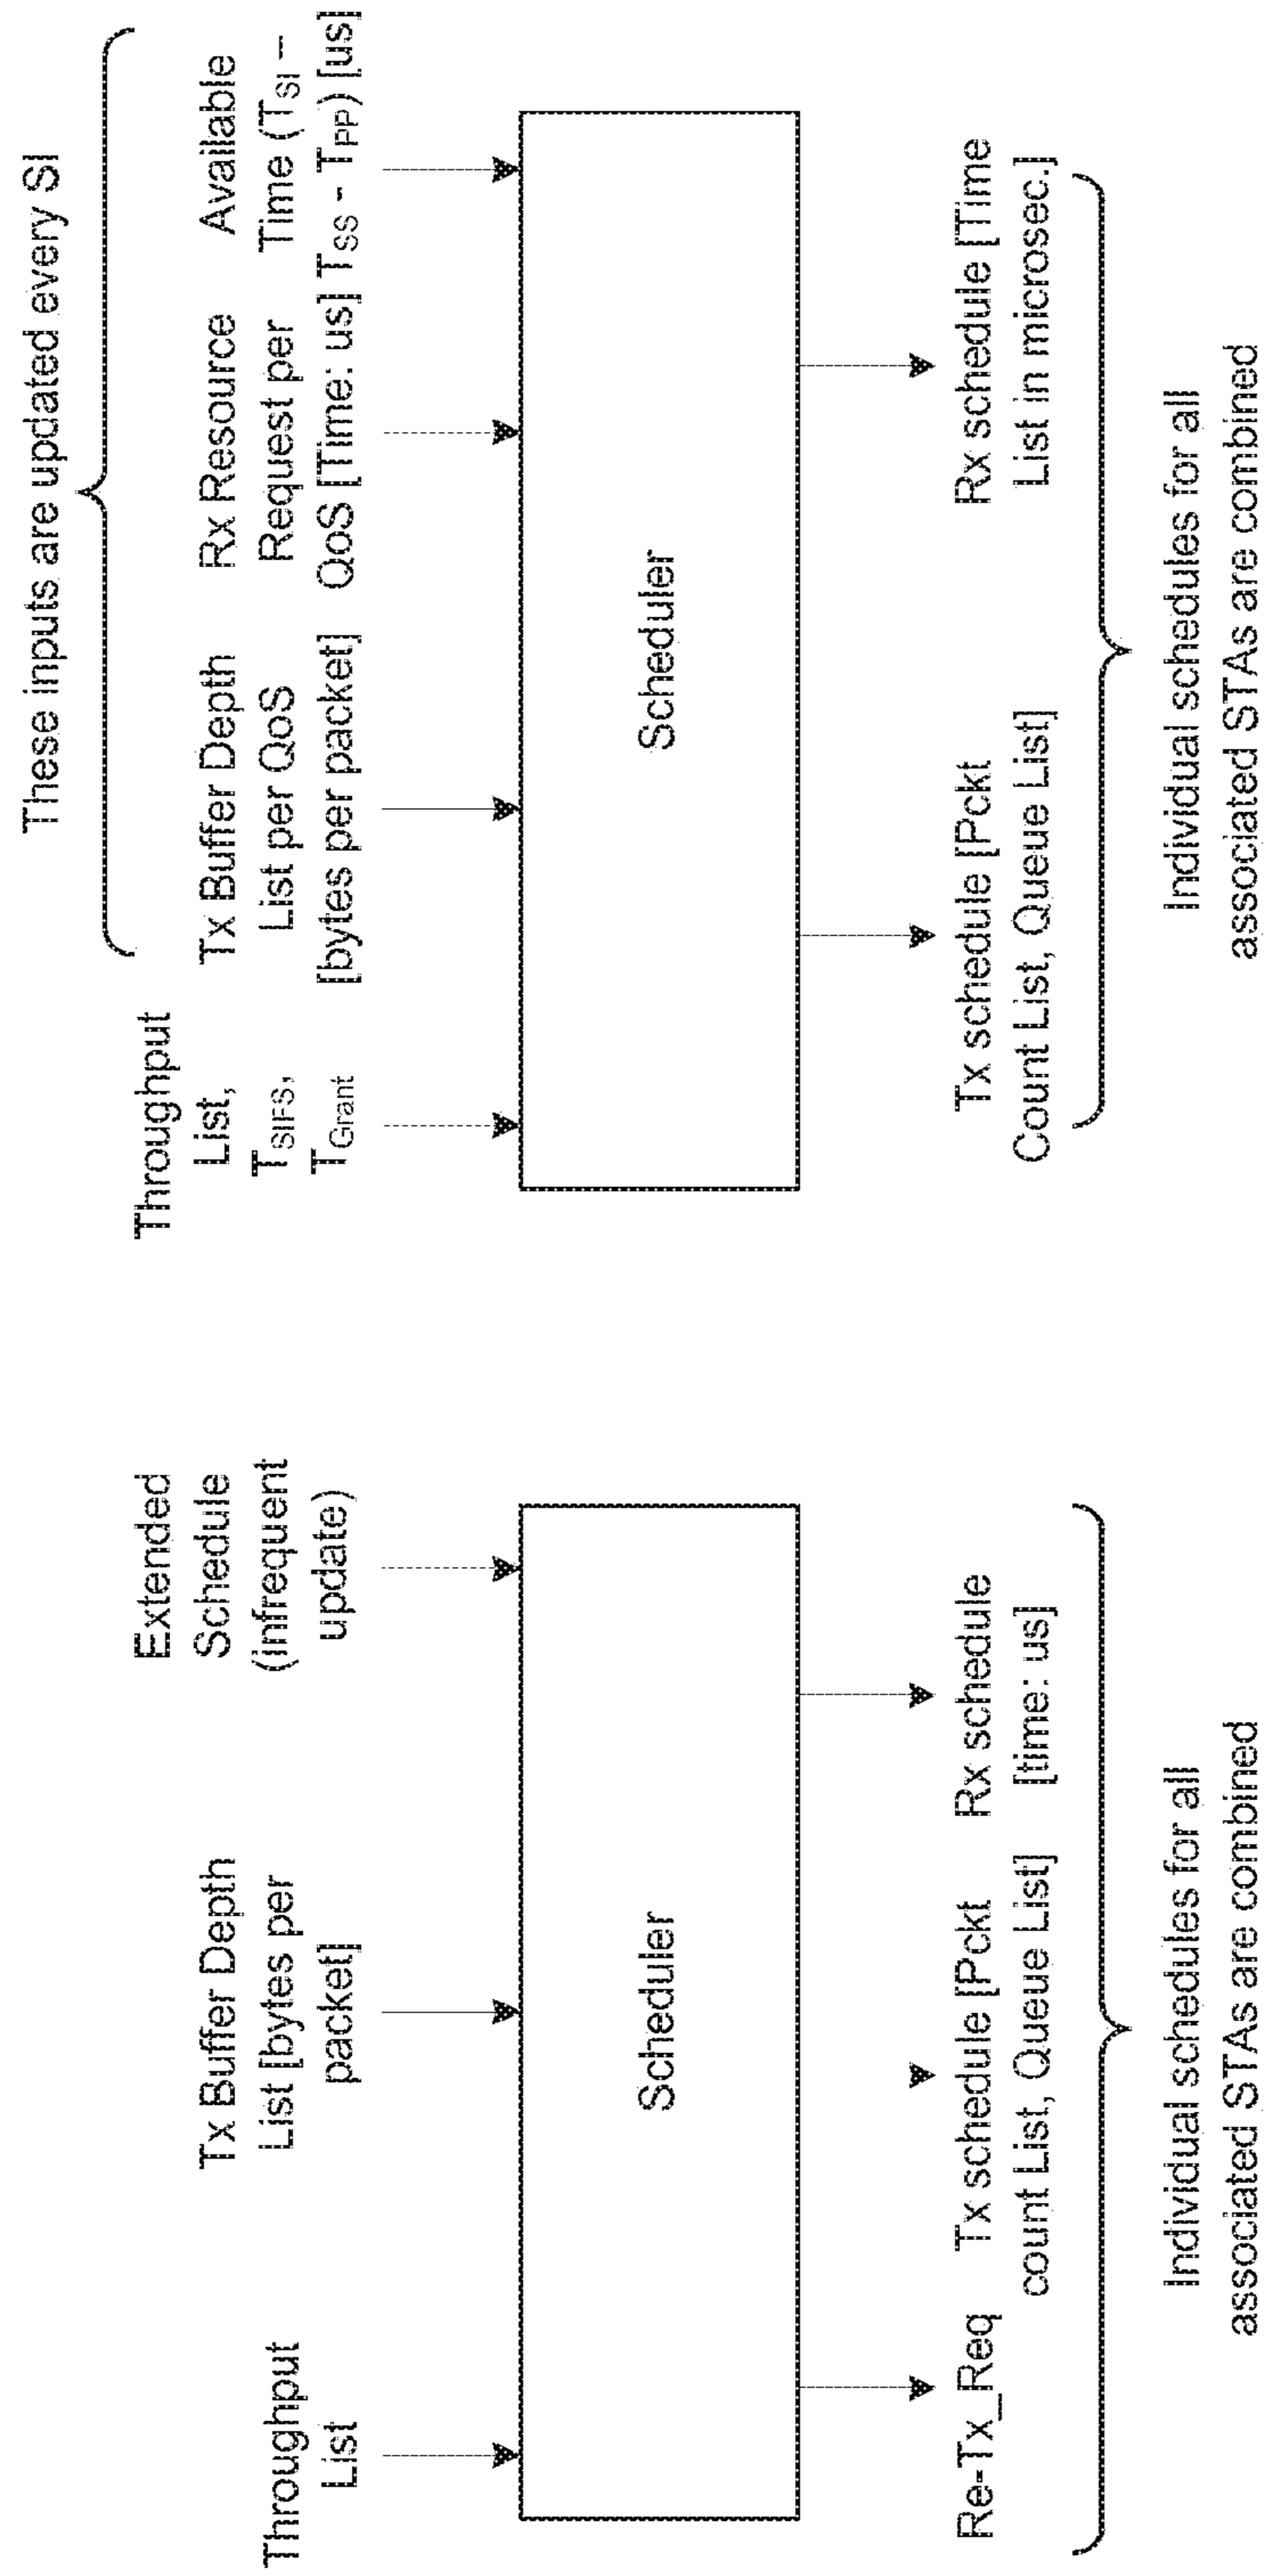 Throughput
List
Tx Buffer Depth
List [bytes per
packet]
Extended
Schedule
(infrequent
update)
Scheduler
Re-Tx_Req
Tx schedule [Pckt
count List, Queue List]
Rx schedule
[time: us]
Individual schedules for all
associated STAs are combined
These inputs are updated every SI
Throughput
List,
TSIFS,
TGrant
Tx Buffer Depth
List per QoS
[bytes per packet]
Rx Resource
Request per
QoS [Time: us]
Available
Time (TSI –
TSS - TPP) [us]
Scheduler
Tx schedule [Pckt
Count List, Queue List]
Rx schedule [Time
List in microsec.]
Individual schedules for all
associated STAs are combined